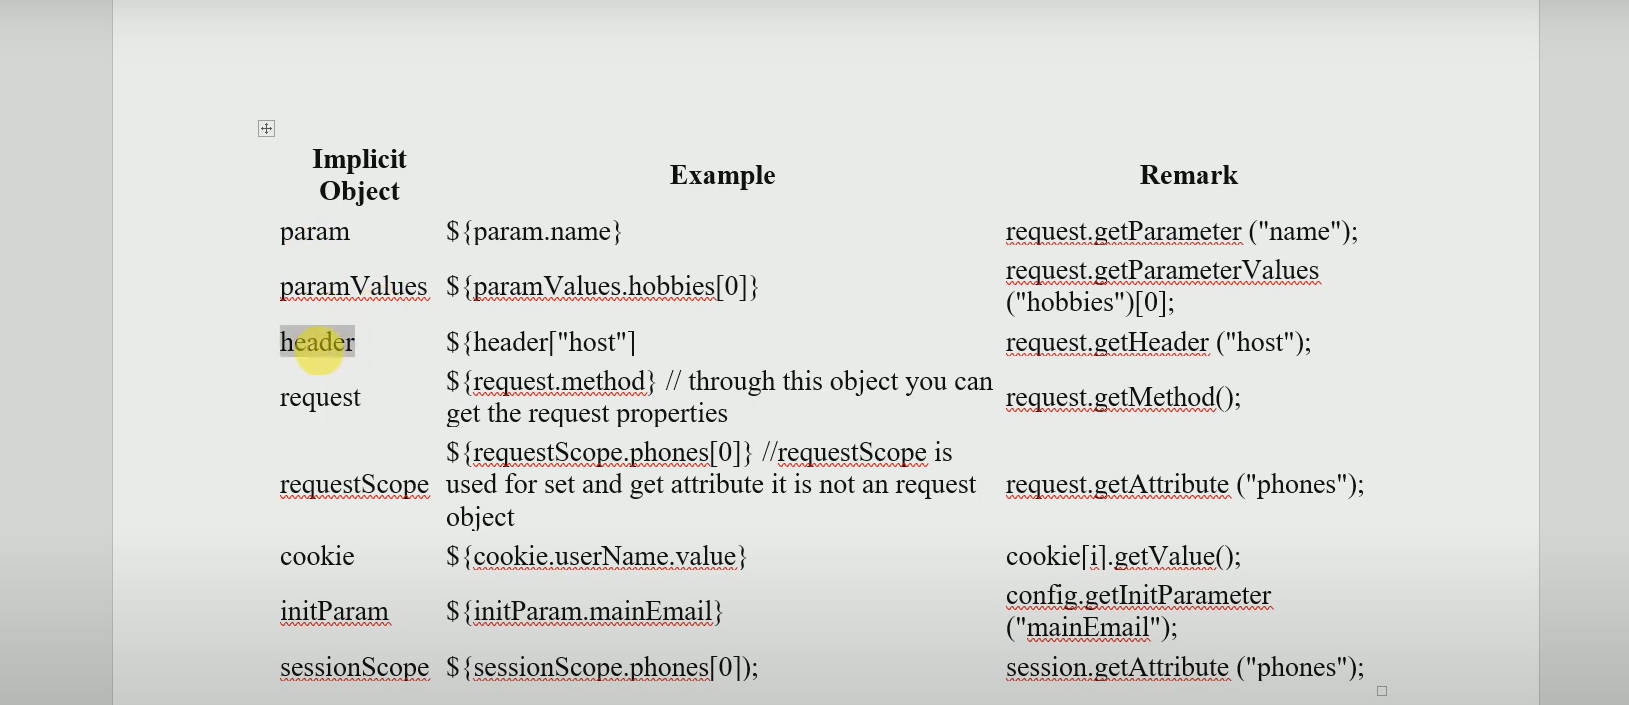 Implicit Object Example Remark
param ${param.name} request.getParameter ("name");
paramValues ${paramValues.hobbies[0]} request.getParameterValues ("hobbies")[0];
header ${header["host"] request.getHeader ("host");
request ${request.method} // through this object you can get the request properties request.getMethod();
requestScope ${requestScope.phones[0]} //requestScope is used for set and get attribute it is not an request object request.getAttribute ("phones");
cookie ${cookie.userName.value} cookie[i].getValue();
initParam ${initParam.mainEmail} config.getInitParameter ("mainEmail");
sessionScope ${sessionScope.phones[0]); session.getAttribute ("phones");